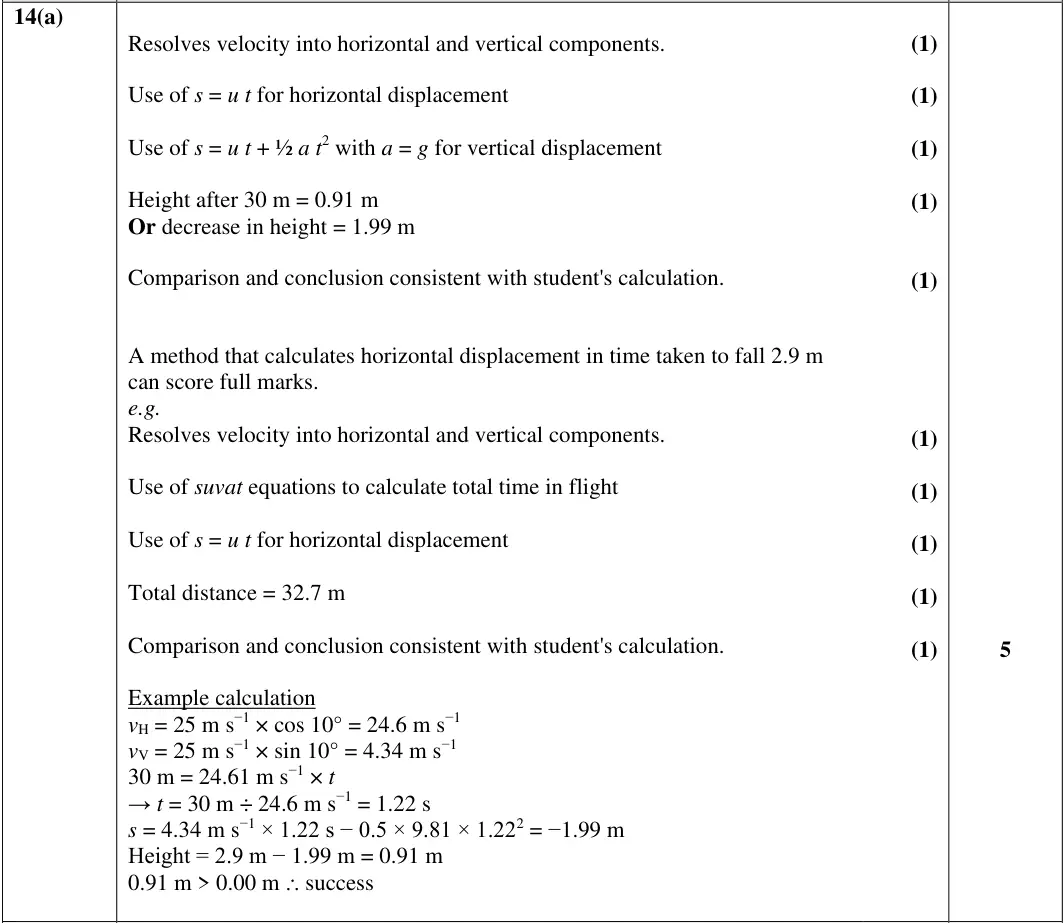 14(a)
Resolves velocity into horizontal and vertical components. (1)
Use of s = u t for horizontal displacement (1)
Use of s = u t + ½ a t² with a = g for vertical displacement (1)
Height after 30 m = 0.91 m (1)
Or decrease in height = 1.99 m
Comparison and conclusion consistent with student's calculation. (1)
A method that calculates horizontal displacement in time taken to fall 2.9 m
can score full marks.
e.g.
Resolves velocity into horizontal and vertical components. (1)
Use of suvat equations to calculate total time in flight (1)
Use of s = u t for horizontal displacement (1)
Total distance = 32.7 m (1)
Comparison and conclusion consistent with student's calculation. (1) 5
Example calculation
vH = 25 m s⁻¹ × cos 10° = 24.6 m s⁻¹
vV = 25 m s⁻¹ × sin 10° = 4.34 m s⁻¹
30 m = 24.61 m s⁻¹ × t
→ t = 30 m ÷ 24.6 m s⁻¹ = 1.22 s
s = 4.34 m s⁻¹ × 1.22 s − 0.5 × 9.81 × 1.22² = −1.99 m
Height = 2.9 m − 1.99 m = 0.91 m
0.91 m > 0.00 m ∴ success